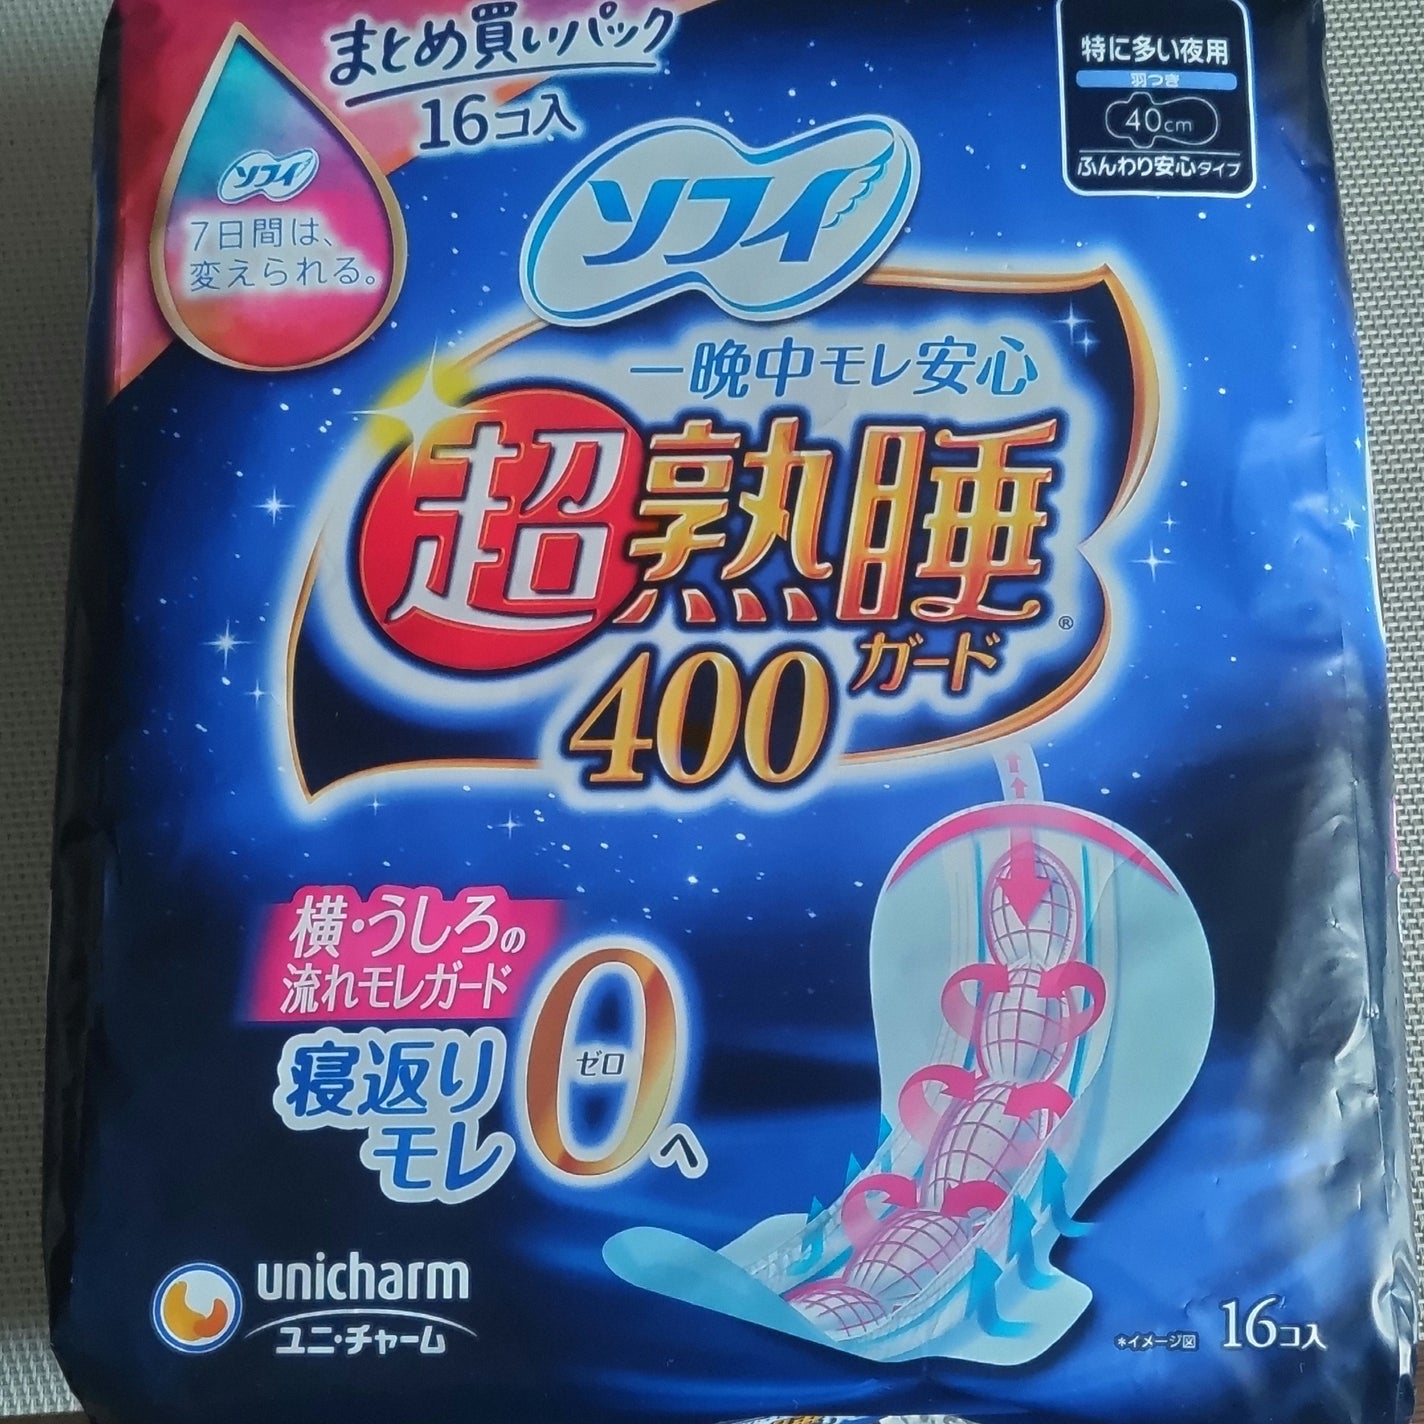 まとめ買いパック
16コ入
ソフィ
7日間は、
変えられる。
特に多い夜用
羽つき
40cm
ふんわり安心タイプ
ソフィ
一晩中モレ安心
超熟睡®
ガード
400
横・うしろの
流れモレガード
寝返り
モレ
0
ゼロ
へ
unicharm
ユニ・チャーム
*イメージ図
16コ入